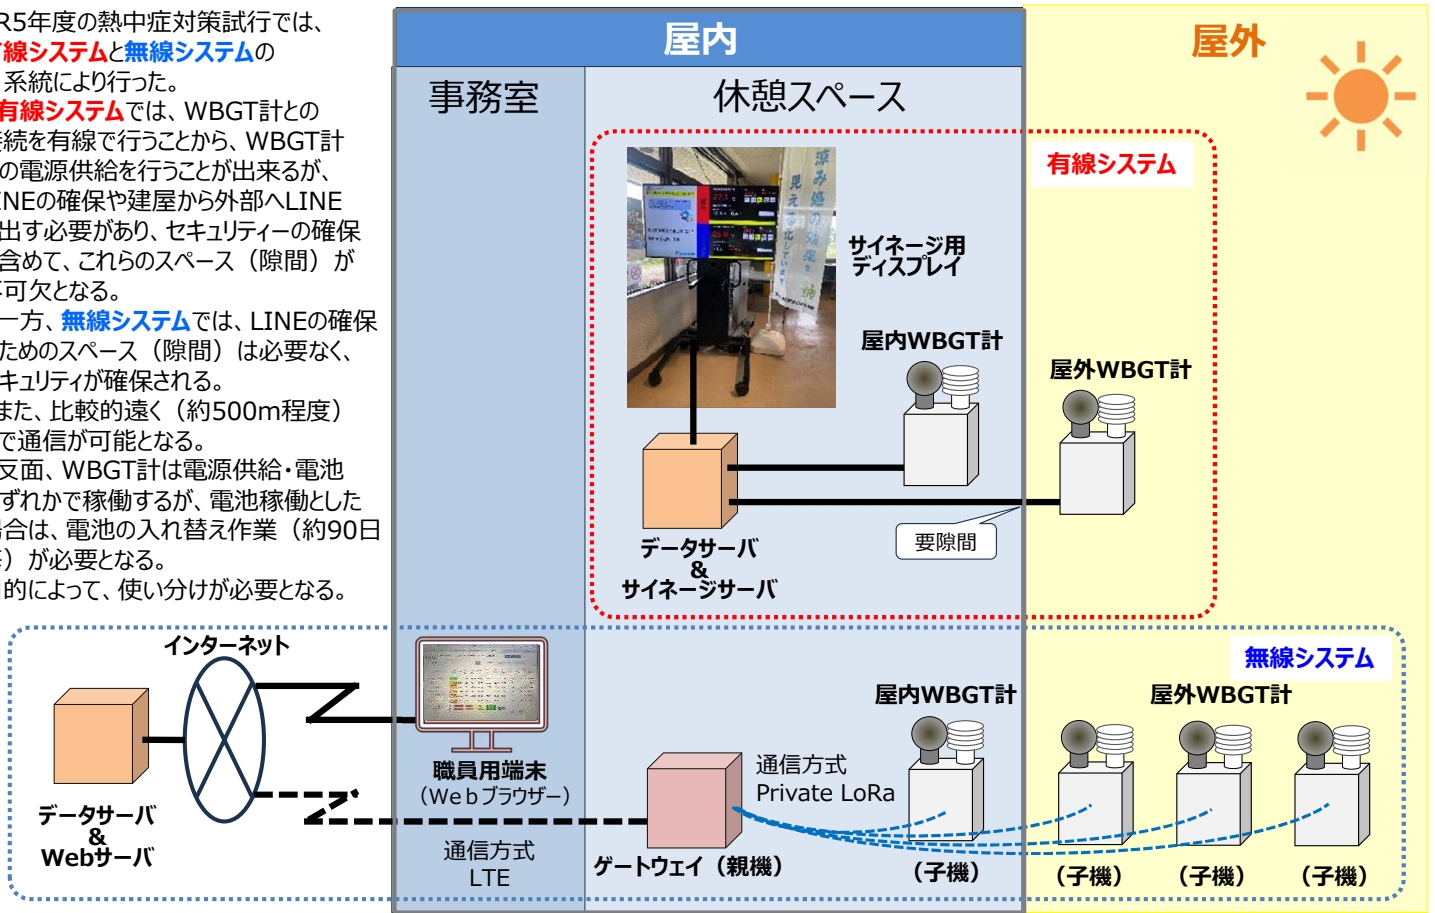 R5年度の熱中症対策試行では、
線システムと無線システムの
系統により行った。
有線システムでは、WBGT計との
続を有線で行うことから、WBGT計
の電源供給を行うことが出来るが、
INEの確保や建屋から外部へLINE
出す必要があり、セキュリティーの確保
含めて、これらのスペース（隙間）が
可欠となる。
一方、無線システムでは、LINEの確保
ためのスペース（隙間）は必要なく、
キュリティが確保される。
また、比較的遠く（約500m程度）
で通信が可能となる。
反面、WBGT計は電源供給・電池
ずれかで稼働するが、電池稼働とした
合は、電池の入れ替え作業（約90日
）が必要となる。
的によって、使い分けが必要となる。
屋内
屋外
事務室
休憩スペース
有線システム
涼み処の効果を
見える化しています
サイネージ用
ディスプレイ
屋内WBGT計
屋外WBGT計
要隙間
データサーバ
&
サイネージサーバ
無線システム
インターネット
屋内WBGT計
屋外WBGT計
職員用端末
（Webブラウザー）
通信方式
Private LoRa
データサーバ
&
Webサーバ
通信方式
LTE
ゲートウェイ（親機）
（子機）
（子機）
（子機）
（子機）